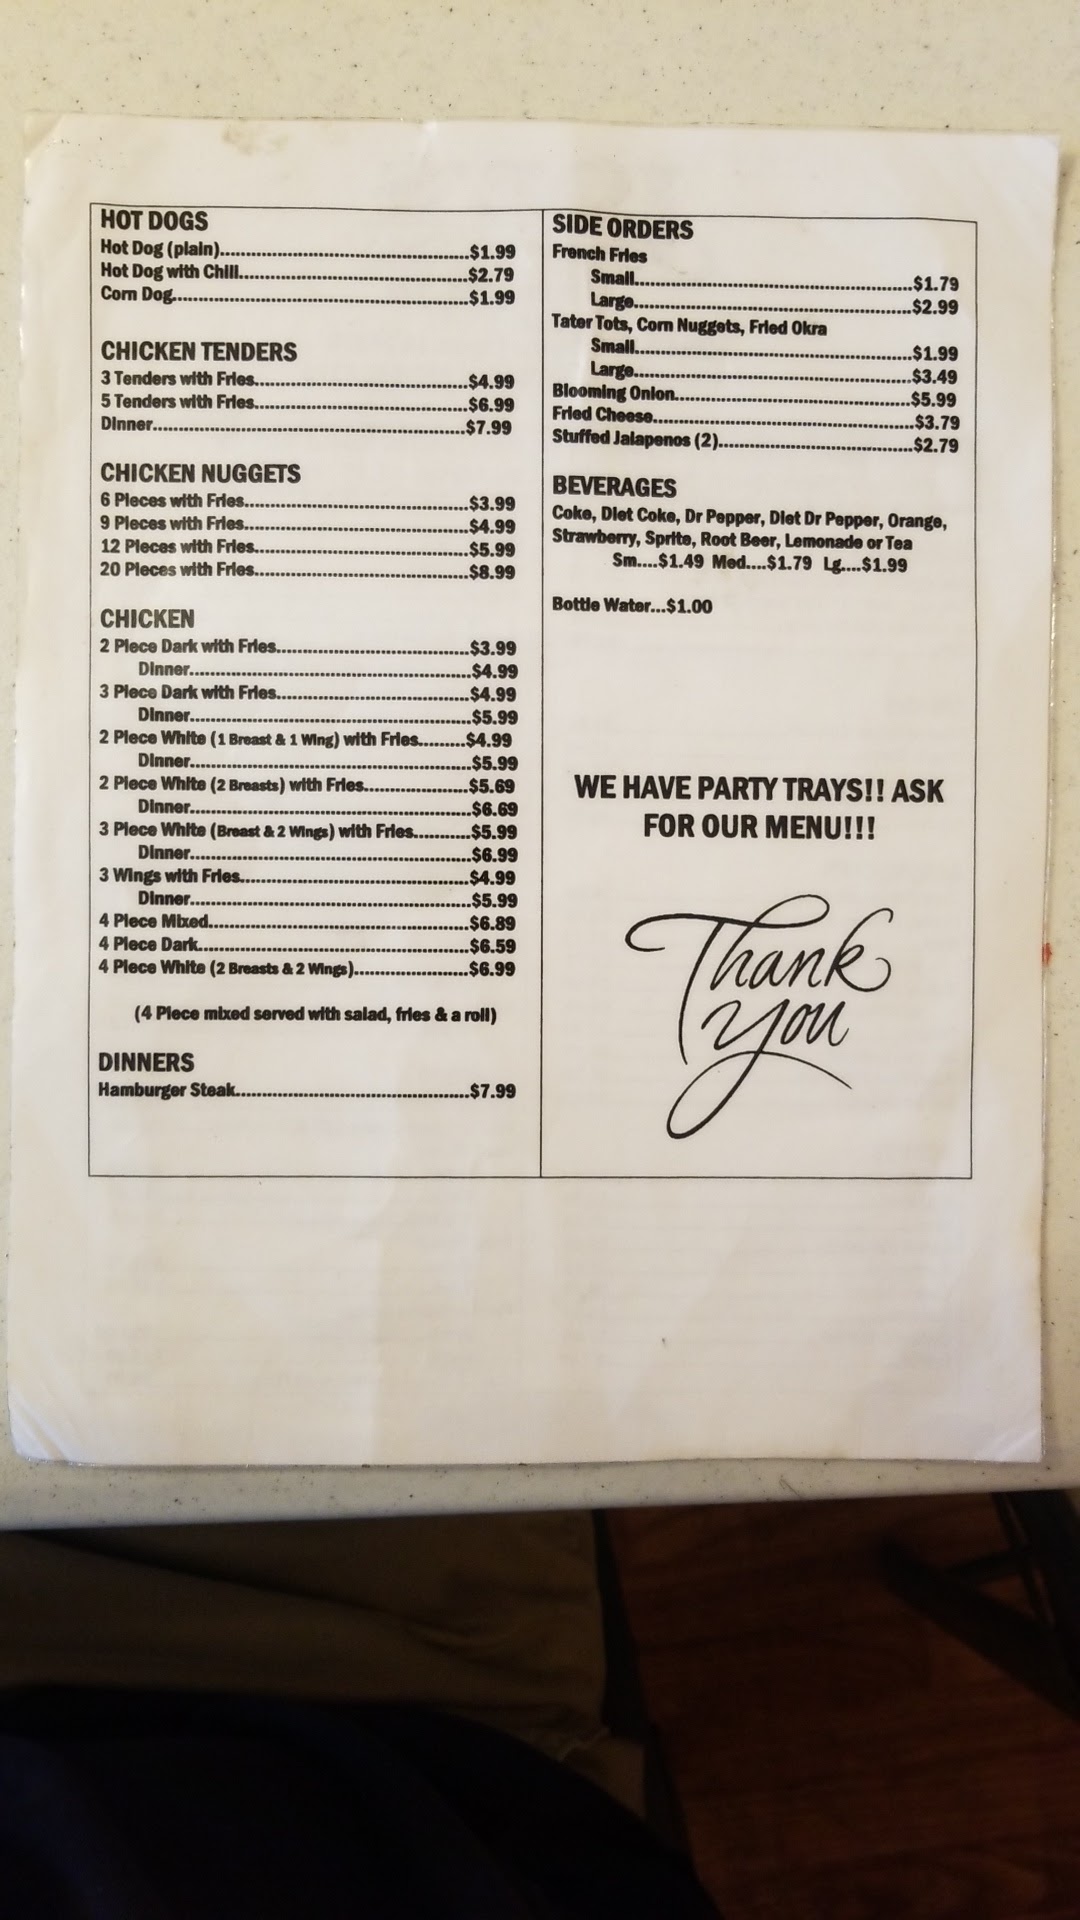 HOT DOGS
Hot Dog (plain)................................................$1.99
Hot Dog with Chili............................................$2.79
Corn Dog.........................................................$1.99
CHICKEN TENDERS
3 Tenders with Fries.........................................$4.99
5 Tenders with Fries.........................................$6.99
Dinner............................................................$7.99
CHICKEN NUGGETS
6 Pieces with Fries...........................................$3.99
9 Pieces with Fries...........................................$4.99
12 Pieces with Fries.........................................$5.99
20 Pieces with Fries.........................................$8.99
CHICKEN
2 Piece Dark with Fries.....................................$3.99
Dinner......................................................$4.99
3 Piece Dark with Fries.....................................$4.99
Dinner......................................................$5.99
2 Piece White (1 Breast & 1 Wing) with Fries.........$4.99
Dinner......................................................$5.99
2 Piece White (2 Breasts) with Fries....................$5.69
Dinner......................................................$6.69
3 Piece White (Breast & 2 Wings) with Fries...........$5.99
Dinner......................................................$6.99
3 Wings with Fries............................................$4.99
Dinner......................................................$5.99
4 Piece Mixed..................................................$6.89
4 Piece Dark....................................................$6.59
4 Piece White (2 Breasts & 2 Wings)......................$6.99
(4 Piece mixed served with salad, fries & a roll)
DINNERS
Hamburger Steak.............................................$7.99
SIDE ORDERS
French Fries
Small.....................................................$1.79
Large.....................................................$2.99
Tater Tots, Corn Nuggets, Fried Okra
Small.....................................................$1.99
Large.....................................................$3.49
Blooming Onion.............................................$5.99
Fried Cheese..................................................$3.79
Stuffed Jalapenos (2).....................................$2.79
BEVERAGES
Coke, Diet Coke, Dr Pepper, Diet Dr Pepper, Orange,
Strawberry, Sprite, Root Beer, Lemonade or Tea
Sm....$1.49 Med....$1.79 Lg....$1.99
Bottle Water...$1.00
WE HAVE PARTY TRAYS!! ASK
FOR OUR MENU!!!
Thank
you